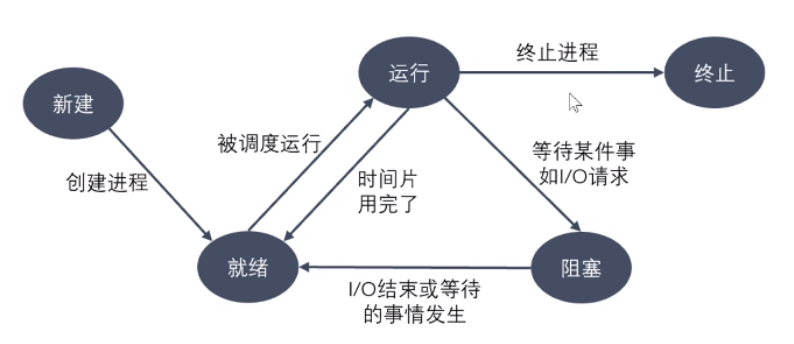 终止进程
运行
终止
新建
被调度运行
等待某件事
如I/O请求
创建进程
时间片
用完了
就绪
阻塞
I/O结束或等待
的事情发生